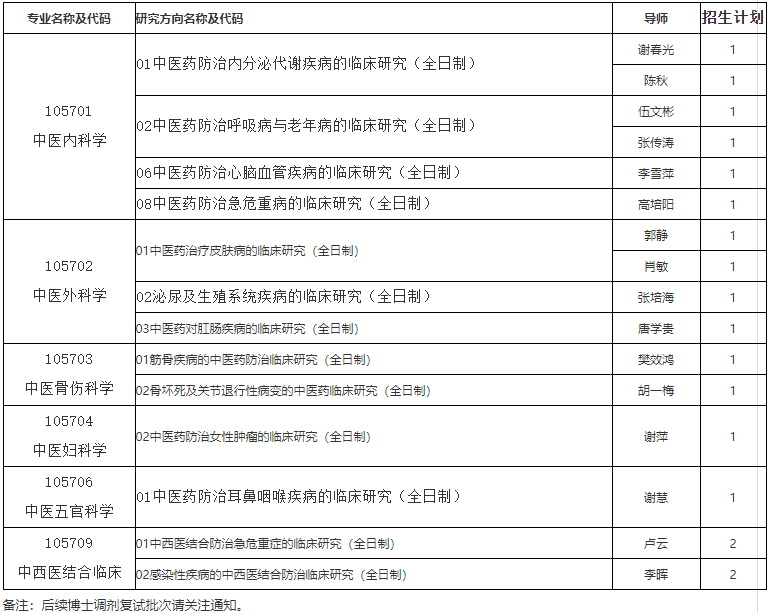 专业名称及代码 研究方向名称及代码 导师 招生计划
105701
中医内科学
01中医药防治内分泌代谢疾病的临床研究（全日制）
谢春光 1
陈秋 1
02中医药防治呼吸病与老年病的临床研究（全日制）
伍文彬 1
张传涛 1
06中医药防治心脑血管疾病的临床研究（全日制） 李雪萍 1
08中医药防治急危重病的临床研究（全日制） 高培阳 1
105702
中医外科学
01中医药治疗皮肤病的临床研究（全日制）
郭静 1
肖敏 1
02泌尿及生殖系统疾病的临床研究（全日制） 张培海 1
03中医药对肛肠疾病的临床研究（全日制） 唐学贵 1
105703
中医骨伤科学
01筋骨疾病的中医药防治临床研究（全日制） 樊效鸿 1
02骨坏死及关节退行性病变的中医药临床研究（全日制） 胡一梅 1
105704
中医妇科学
02中医药防治女性肿瘤的临床研究（全日制） 谢萍 1
105706
中医五官科学
01中医药防治耳鼻咽喉疾病的临床研究（全日制） 谢慧 1
105709
中西医结合临床
01中西医结合防治急危重症的临床研究（全日制） 卢云 2
02感染性疾病的中西医结合防治临床研究（全日制） 李晖 2
备注：后续博士调剂复试批次请关注通知。